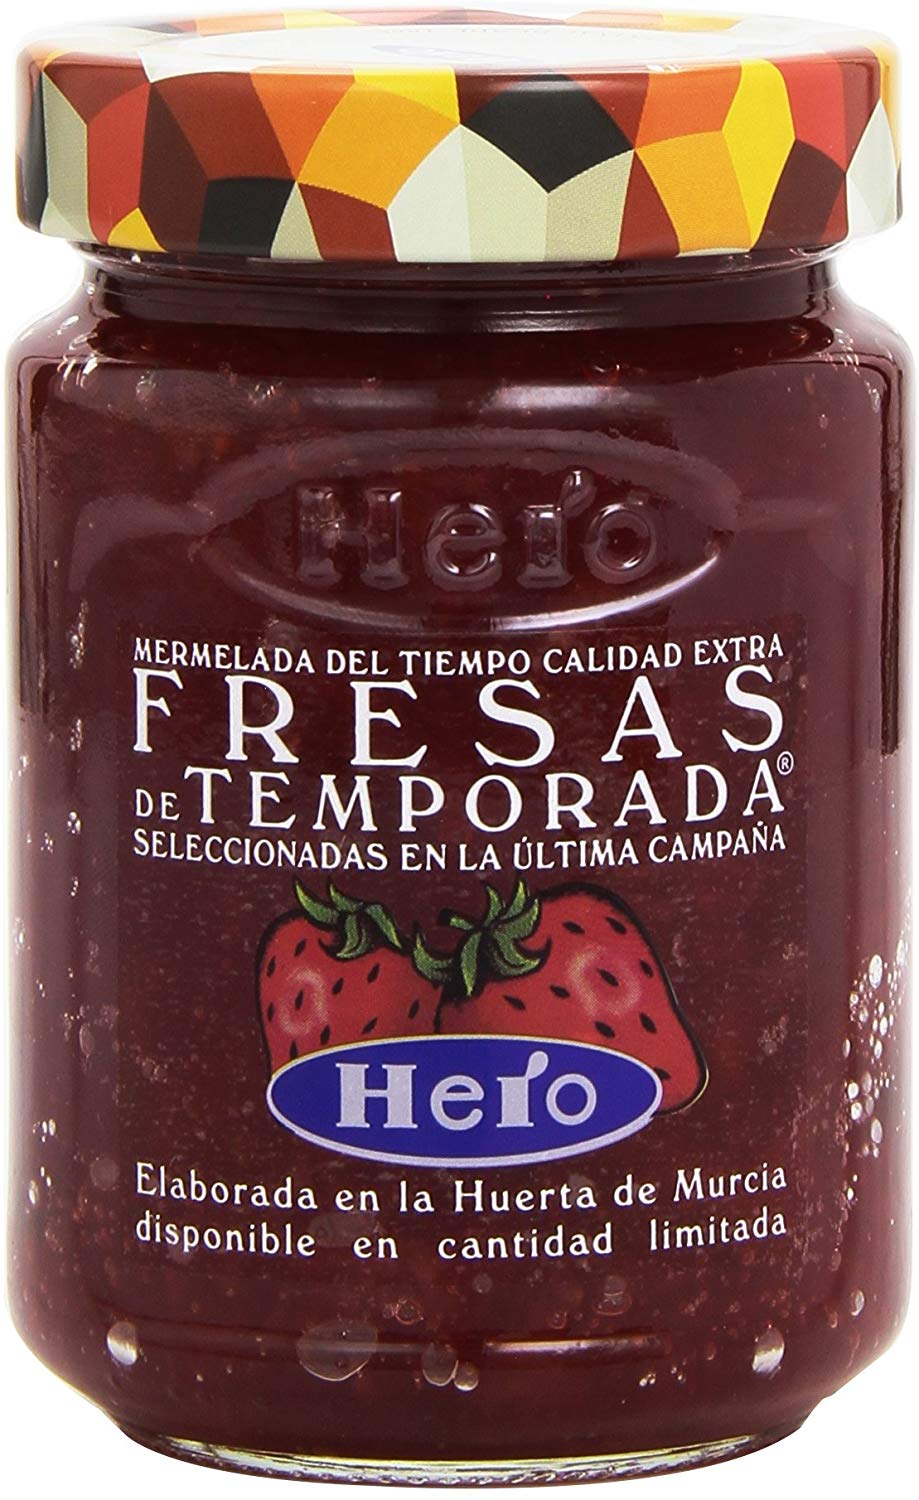 Hero
MERMELADA DEL TIEMPO CALIDAD EXTRA
FRESAS
DE TEMPORADA®
SELECCIONADAS EN LA ÚLTIMA CAMPAÑA
Hero
Elaborada en la Huerta de Murcia
disponible en cantidad limitada